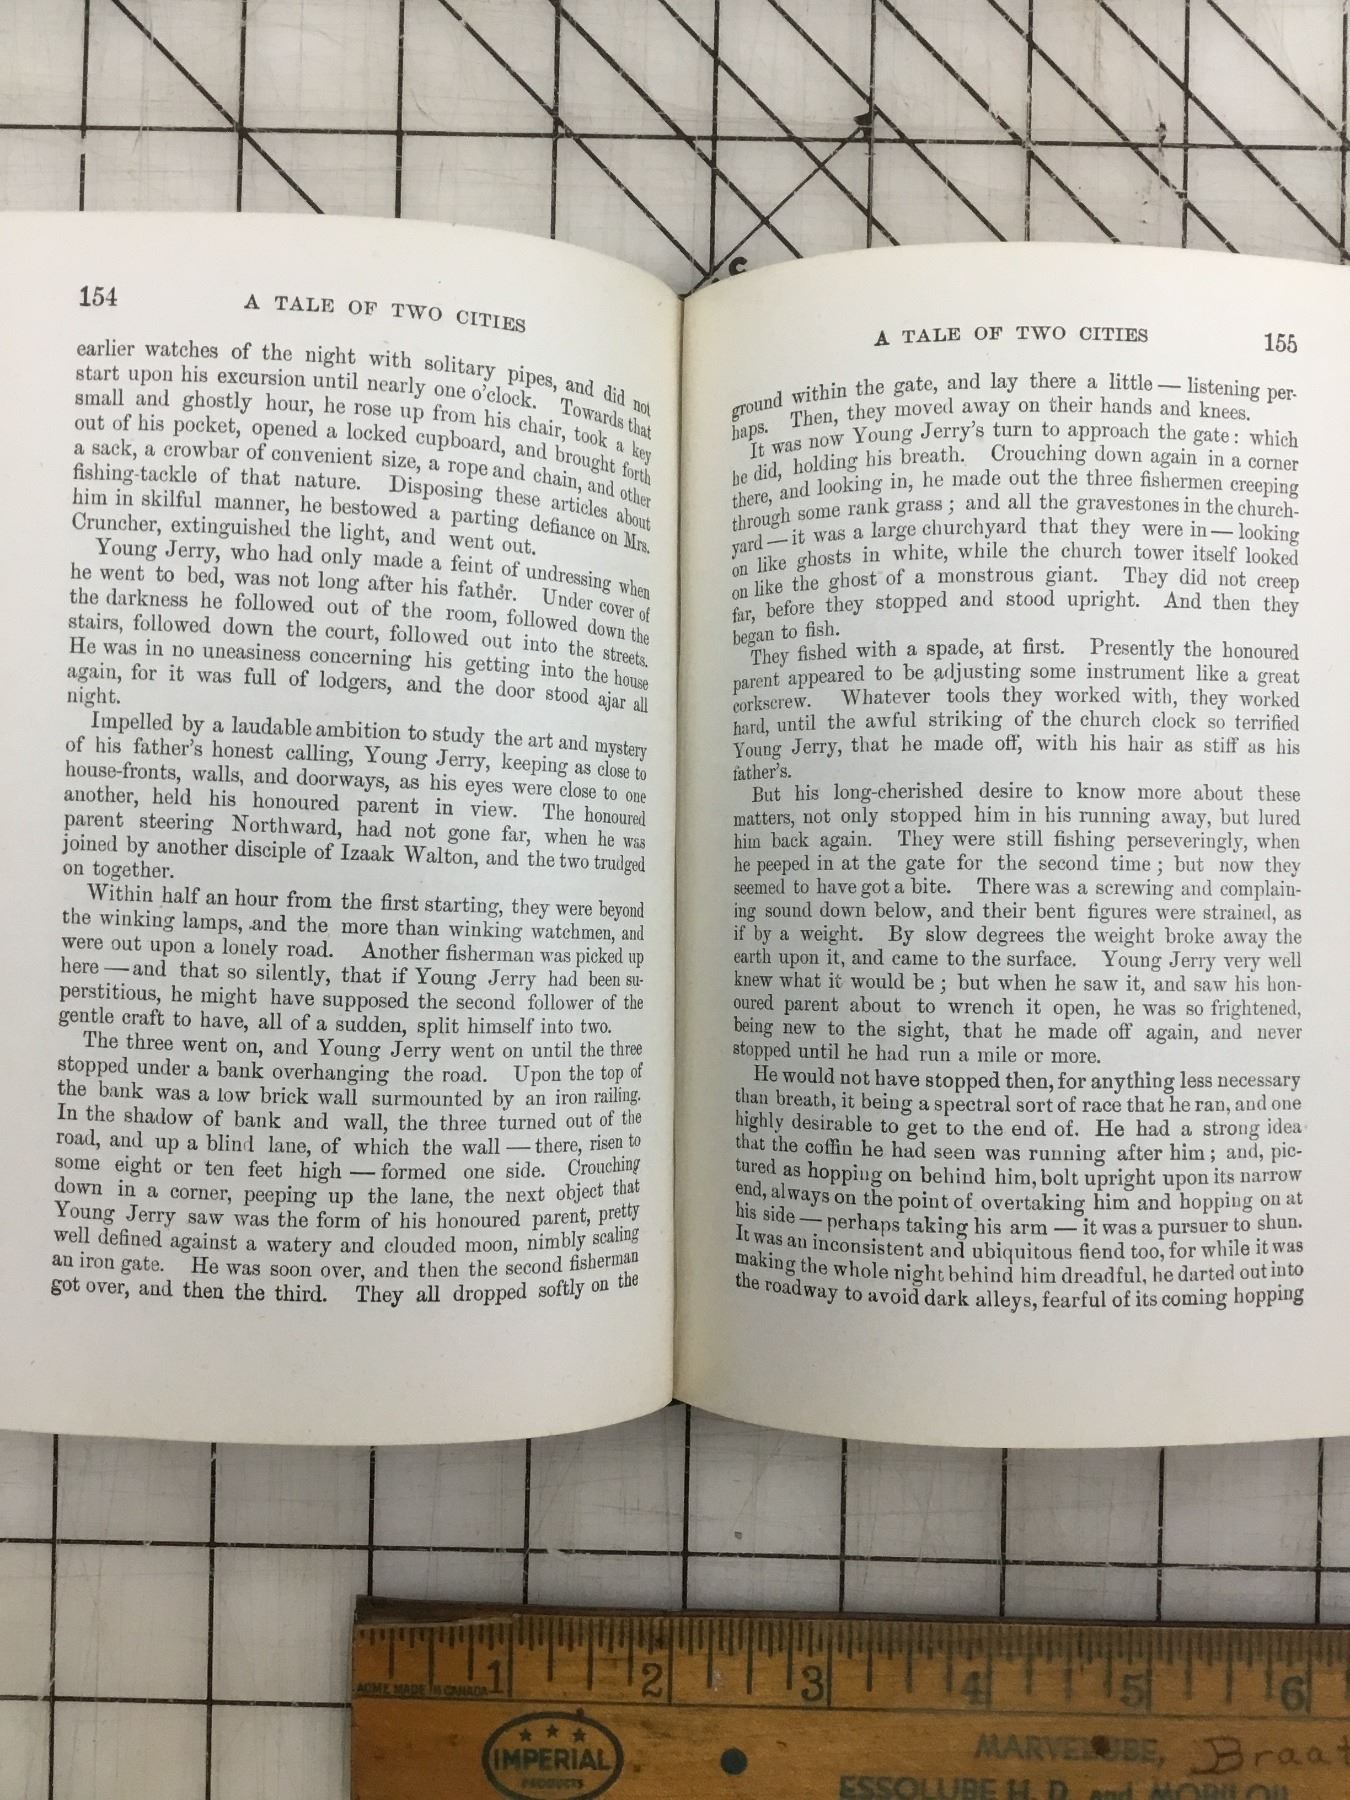 154
A TALE OF TWO CITIES
earlier watches of the night with solitary pipes, and did not
start upon his excursion until nearly one o'clock. Towards that
small and ghostly hour, he rose up from his chair, took a key
out of his pocket, opened a locked cupboard, and brought forth
a sack, a crowbar of convenient size, a rope and chain, and other
fishing-tackle of that nature. Disposing these articles about
him in skilful manner, he bestowed a parting defiance on Mrs.
Cruncher, extinguished the light, and went out.
Young Jerry, who had only made a feint of undressing when
he went to bed, was not long after his father. Under cover of
the darkness he followed out of the room, followed down the
stairs, followed down the court, followed out into the streets.
He was in no uneasiness concerning his getting into the house
again, for it was full of lodgers, and the door stood ajar all
night.
Impelled by a laudable ambition to study the art and mystery
of his father's honest calling, Young Jerry, keeping as close to
house-fronts, walls, and doorways, as his eyes were close to one
another, held his honoured parent in view. The honoured
parent steering Northward, had not gone far, when he was
joined by another disciple of Izaak Walton, and the two trudged
on together.
Within half an hour from the first starting, they were beyond
the winking lamps, and the more than winking watchmen, and
were out upon a lonely road. Another fisherman was picked up
here — and that so silently, that if Young Jerry had been su-
perstitious, he might have supposed the second follower of the
gentle craft to have, all of a sudden, split himself into two.
The three went on, and Young Jerry went on until the three
stopped under a bank overhanging the road. Upon the top of
the bank was a low brick wall surmounted by an iron railing.
In the shadow of bank and wall, the three turned out of the
road, and up a blind lane, of which the wall — there, risen to
some eight or ten feet high — formed one side. Crouching
down in a corner, peeping up the lane, the next object that
Young Jerry saw was the form of his honoured parent, pretty
well defined against a watery and clouded moon, nimbly scaling
an iron gate. He was soon over, and then the second fisherman
got over, and then the third. They all dropped softly on the
A TALE OF TWO CITIES
155
ground within the gate, and lay there a little — listening per-
haps. Then, they moved away on their hands and knees.
It was now Young Jerry's turn to approach the gate: which
he did, holding his breath. Crouching down again in a corner
there, and looking in, he made out the three fishermen creeping
through some rank grass; and all the gravestones in the church-
yard — it was a large churchyard that they were in — looking
on like ghosts in white, while the church tower itself looked
on like the ghost of a monstrous giant. They did not creep
far, before they stopped and stood upright. And then they
began to fish.
They fished with a spade, at first. Presently the honoured
parent appeared to be adjusting some instrument like a great
corkscrew. Whatever tools they worked with, they worked
hard, until the awful striking of the church clock so terrified
Young Jerry, that he made off, with his hair as stiff as his
father's.
But his long-cherished desire to know more about these
matters, not only stopped him in his running away, but lured
him back again. They were still fishing perseveringly, when
he peeped in at the gate for the second time; but now they
seemed to have got a bite. There was a screwing and complain-
ing sound down below, and their bent figures were strained, as
if by a weight. By slow degrees the weight broke away the
earth upon it, and came to the surface. Young Jerry very well
knew what it would be; but when he saw it, and saw his hon-
oured parent about to wrench it open, he was so frightened,
being new to the sight, that he made off again, and never
stopped until he had run a mile or more.
He would not have stopped then, for anything less necessary
than breath, it being a spectral sort of race that he ran, and one
highly desirable to get to the end of. He had a strong idea
that the coffin he had seen was running after him; and, pic-
tured as hopping on behind him, bolt upright upon its narrow
end, always on the point of overtaking him and hopping on at
his side — perhaps taking his arm — it was a pursuer to shun.
It was an inconsistent and ubiquitous fiend too, for while it was
making the whole night behind him dreadful, he darted out into
the roadway to avoid dark alleys, fearful of its coming hopping
C
1 2 3 4 5 6
ACME MADE IN CANADA
IMPERIAL
PRODUCTS
MARVELUBE, Braat
ESSOLUBE H. D. and MOBILOIL